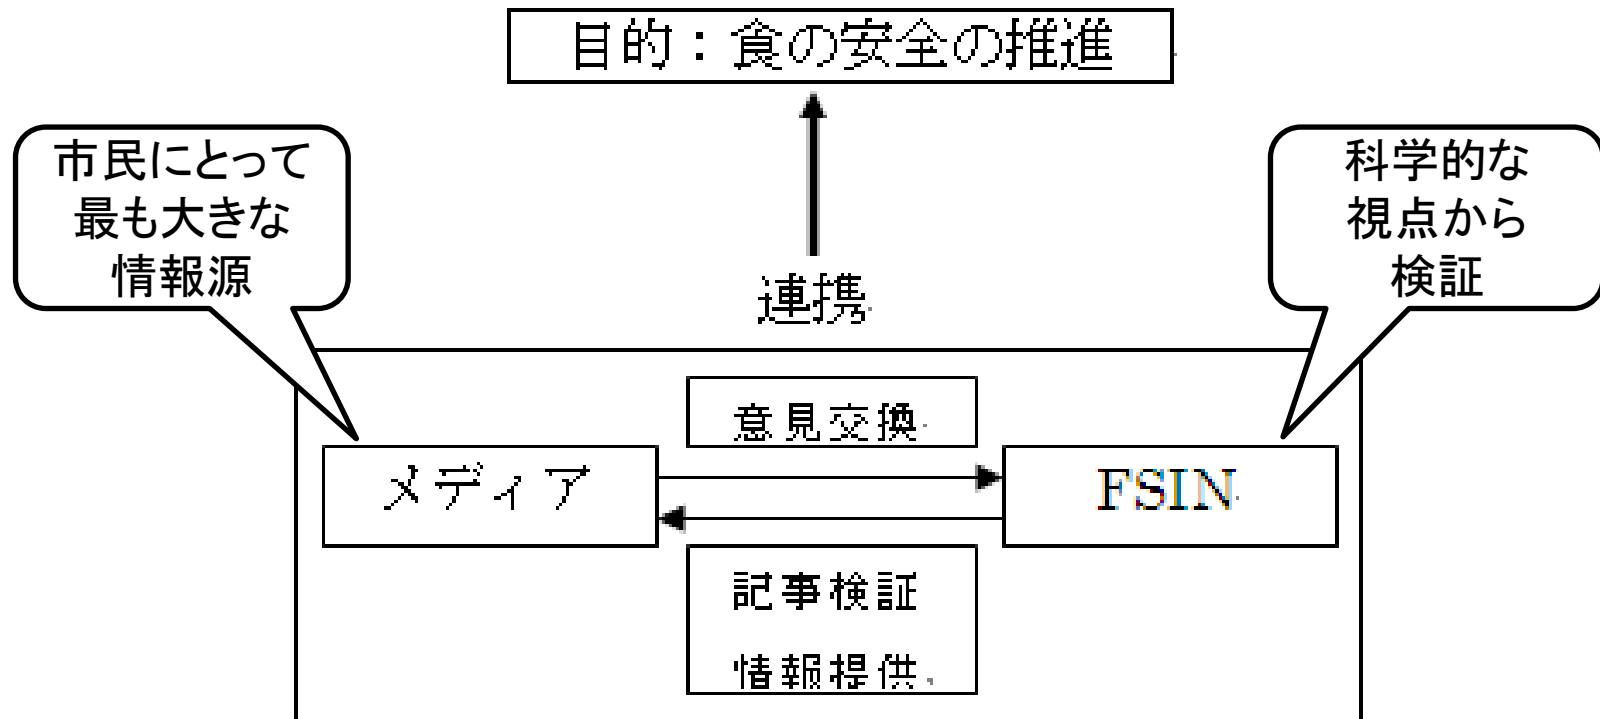 目的：食の安全の推進
市民にとって
最も大きな
情報源
科学的な
視点から
検証
連携
意見交換
メディア
FSIN
記事検証
情報提供